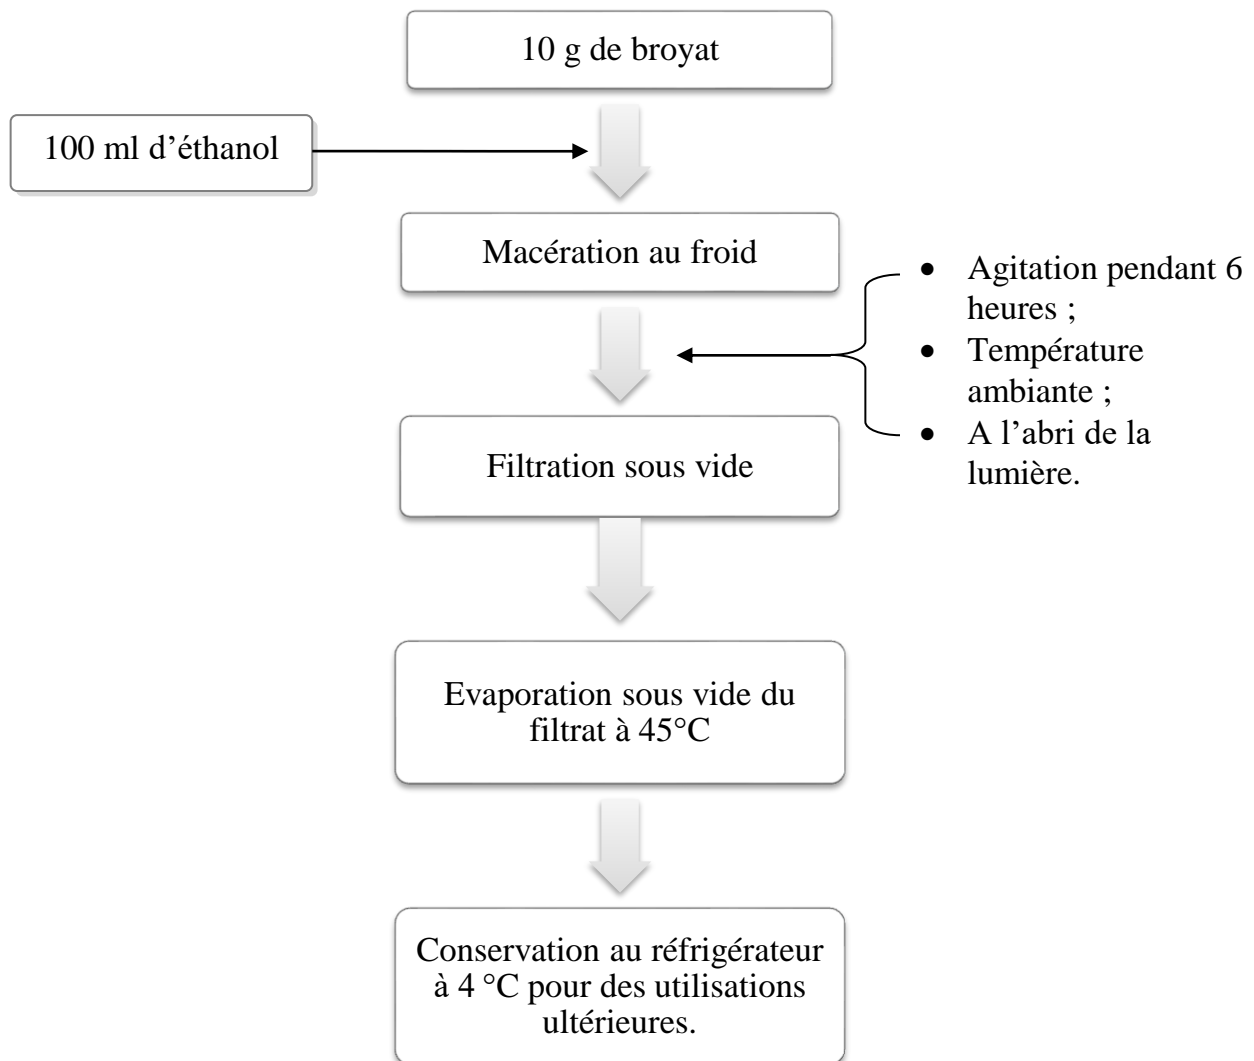 10 g de broyat
100 ml d’éthanol
Macération au froid
• Agitation pendant 6
heures ;
• Température
ambiante ;
• A l’abri de la
lumière.
Filtration sous vide
Evaporation sous vide du
filtrat à 45°C
Conservation au réfrigérateur
à 4 °C pour des utilisations
ultérieures.